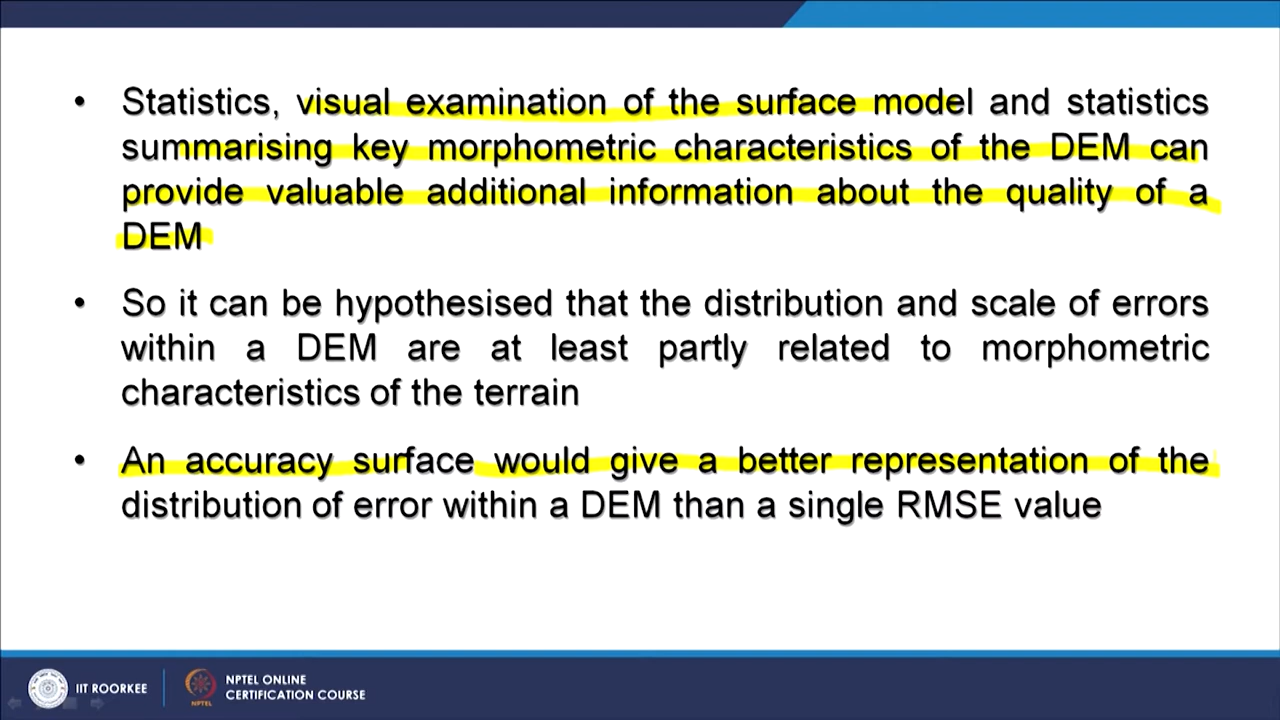 • Statistics, visual examination of the surface model and statistics
summarising key morphometric characteristics of the DEM can
provide valuable additional information about the quality of a
DEM
• So it can be hypothesised that the distribution and scale of errors
within a DEM are at least partly related to morphometric
characteristics of the terrain
• An accuracy surface would give a better representation of the
distribution of error within a DEM than a single RMSE value
IIT ROORKEE
NPTEL
NPTEL ONLINE
CERTIFICATION COURSE